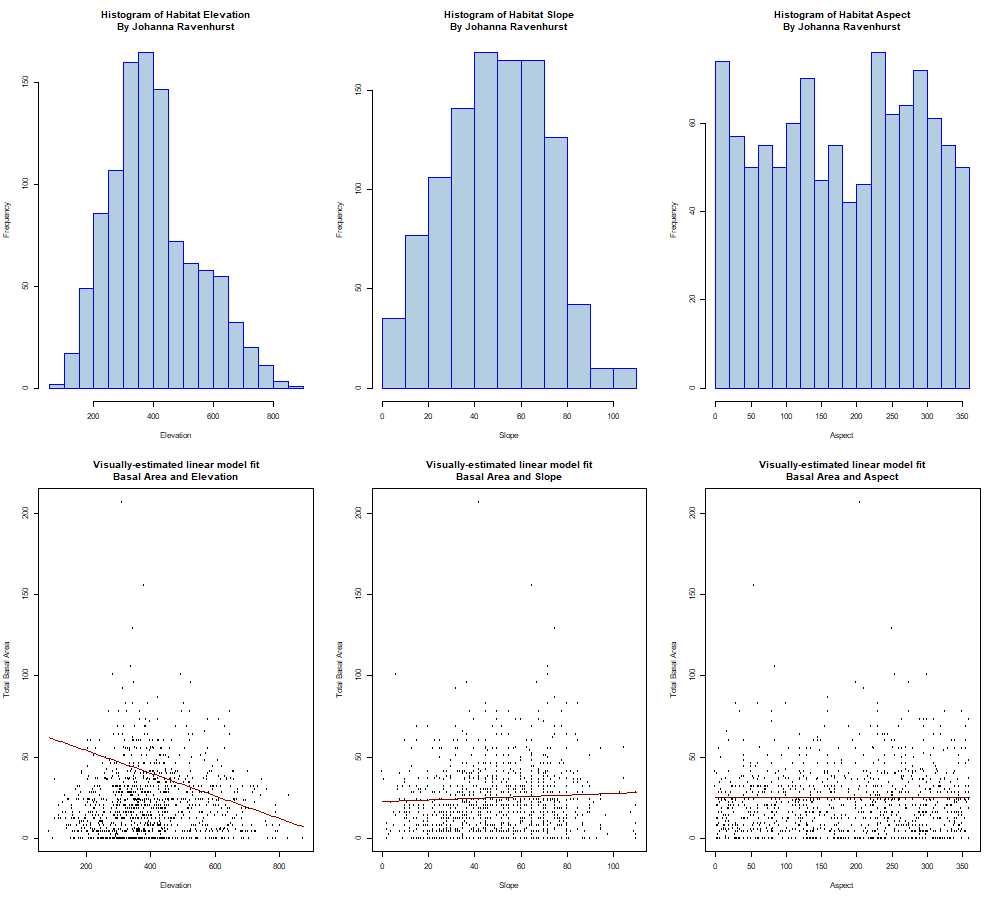 Histogram of Habitat Elevation
By Johanna Ravenhurst
Frequency
0
50
100
150
200
400
600
800
Elevation
Histogram of Habitat Slope
By Johanna Ravenhurst
Frequency
0
50
100
150
0
20
40
60
80
100
Slope
Histogram of Habitat Aspect
By Johanna Ravenhurst
Frequency
0
20
40
60
0
50
100
150
200
250
300
350
Aspect
Visually-estimated linear model fit
Basal Area and Elevation
Total Basal Area
0
50
100
150
200
200
400
600
800
Elevation
Visually-estimated linear model fit
Basal Area and Slope
Total Basal Area
0
50
100
150
200
0
20
40
60
80
100
Slope
Visually-estimated linear model fit
Basal Area and Aspect
Total Basal Area
0
50
100
150
200
0
50
100
150
200
250
300
350
Aspect